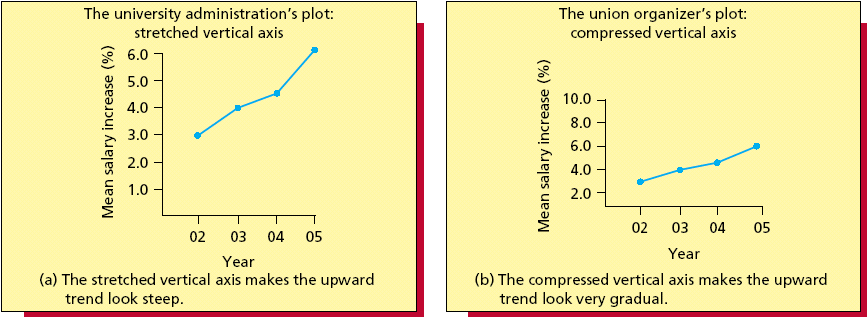 The university administration's plot:
stretched vertical axis
Mean salary increase (%)
6.0
5.0
4.0
3.0
2.0
1.0
02 03 04 05
Year
(a) The stretched vertical axis makes the upward
trend look steep.
The union organizer's plot:
compressed vertical axis
Mean salary increase (%)
10.0
8.0
6.0
4.0
2.0
02 03 04 05
Year
(b) The compressed vertical axis makes the upward
trend look very gradual.